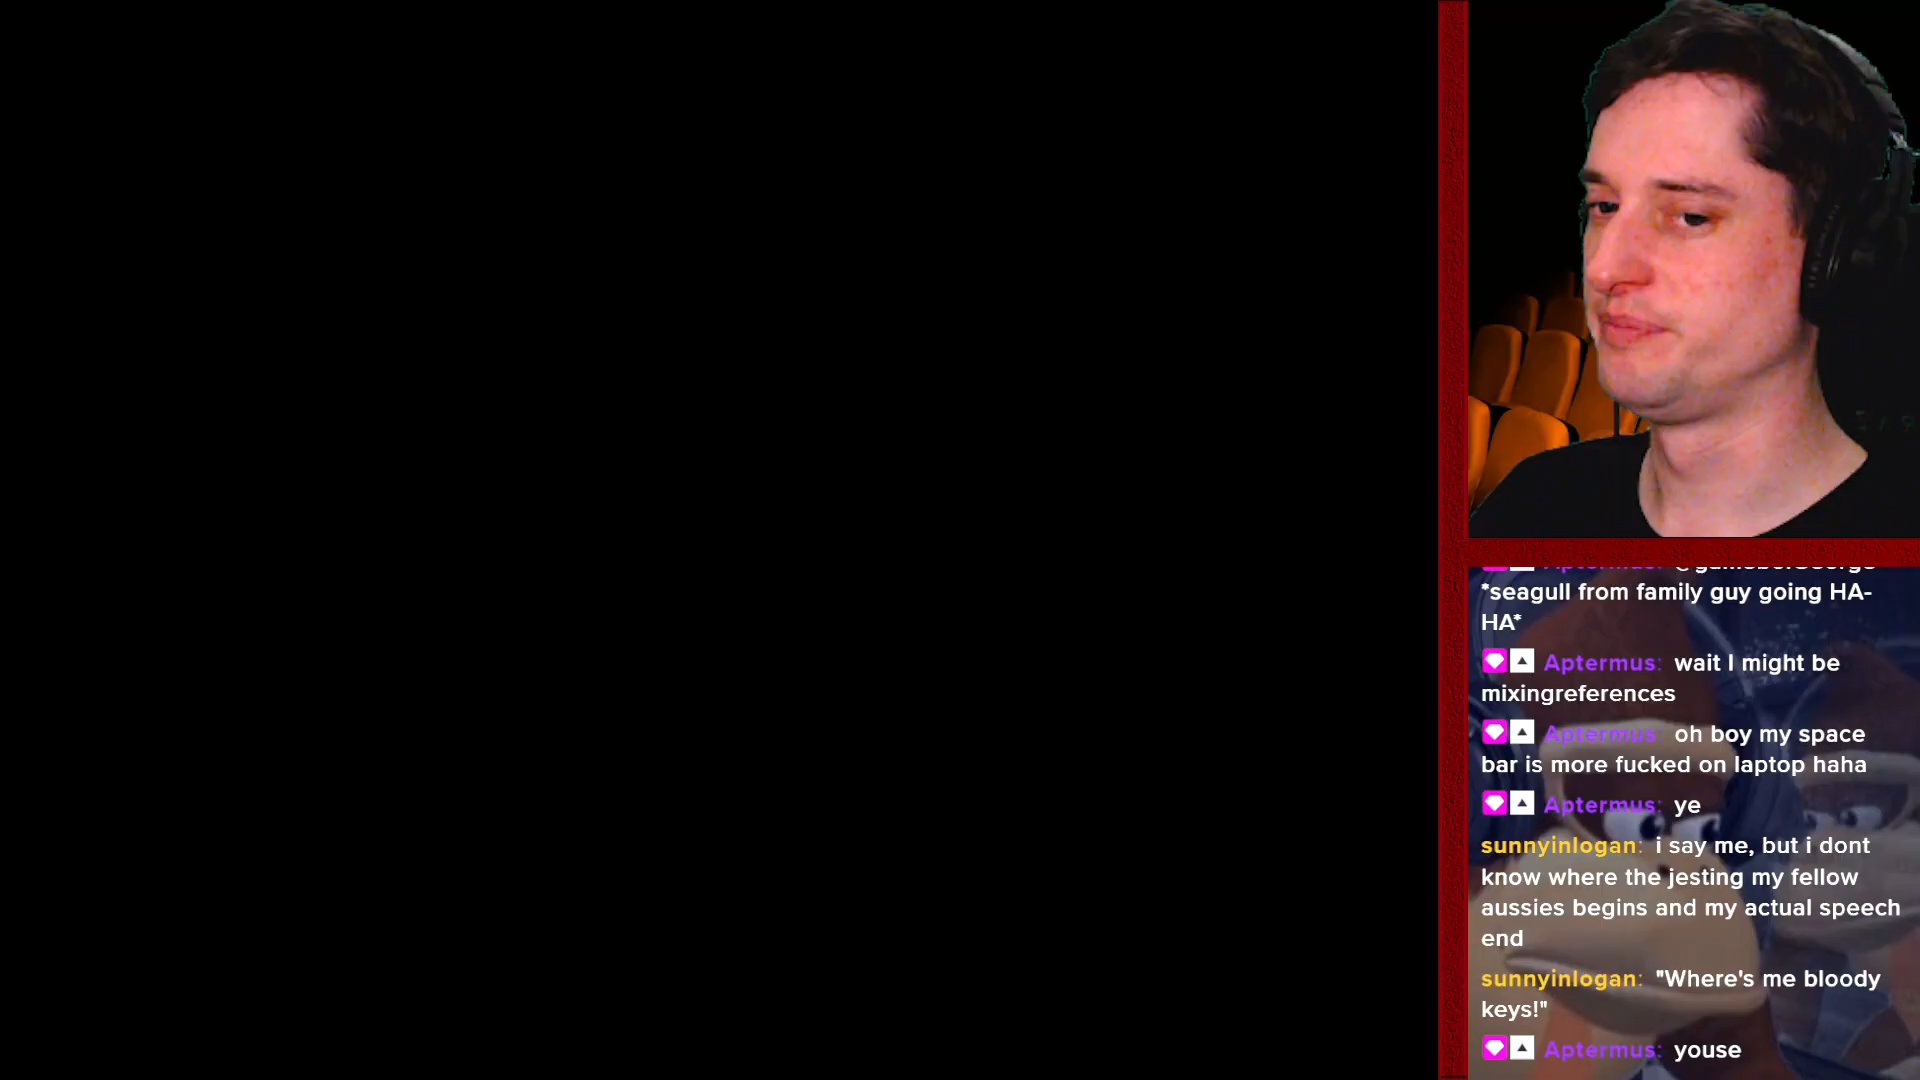 *seagull from family guy going HA-
HA*
Aptermus: wait I might be
mixingreferences
Aptermus: oh boy my space
bar is more fucked on laptop haha
Aptermus: ye
sunnyinlogan: i say me, but i dont
know where the jesting my fellow
aussies begins and my actual speech
end
sunnyinlogan: "Where's me bloody
keys!"
Aptermus: youse